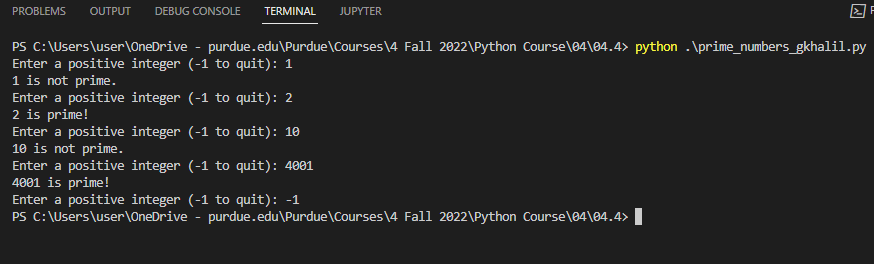 PROBLEMS OUTPUT DEBUG CONSOLE TERMINAL JUPYTER
PS C:\Users\user\OneDrive - purdue.edu\Purdue\Courses\4 Fall 2022\Python Course\04\04.4> python .\prime_numbers_gkhalil.py
Enter a positive integer (-1 to quit): 1
1 is not prime.
Enter a positive integer (-1 to quit): 2
2 is prime!
Enter a positive integer (-1 to quit): 10
10 is not prime.
Enter a positive integer (-1 to quit): 4001
4001 is prime!
Enter a positive integer (-1 to quit): -1
PS C:\Users\user\OneDrive - purdue.edu\Purdue\Courses\4 Fall 2022\Python Course\04\04.4>